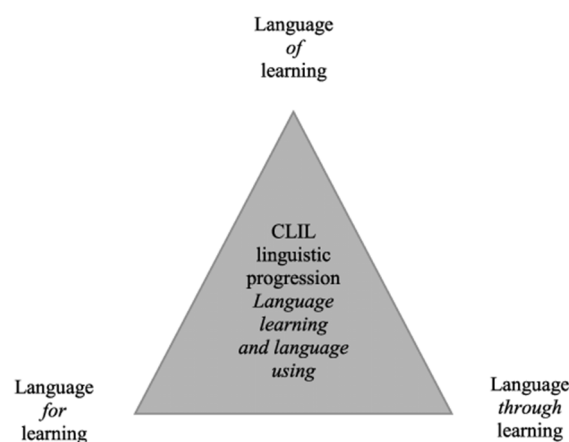 Language
of
learning
CLIL
linguistic
progression
Language
learning
and language
using
Language
for
learning
Language
through
learning